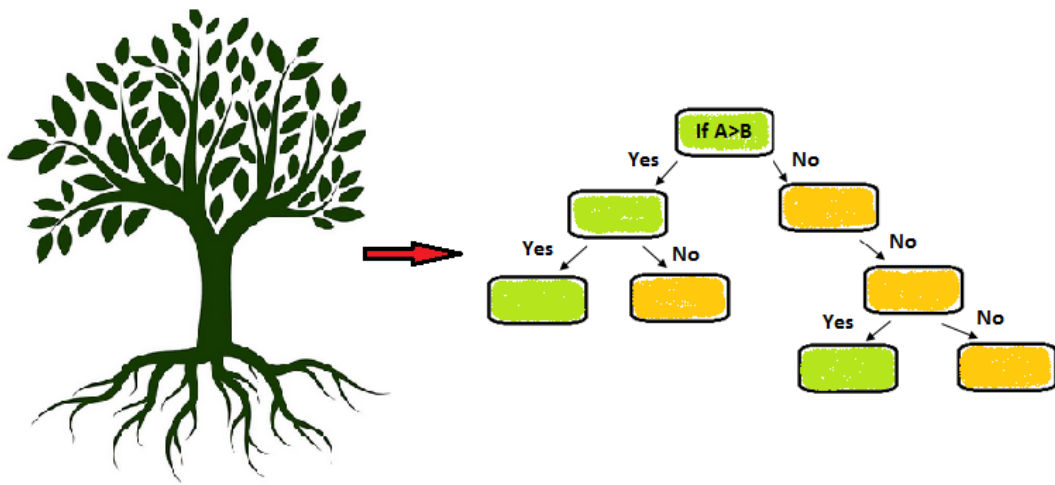 If A>B
Yes
No
Yes
No
No
Yes
No